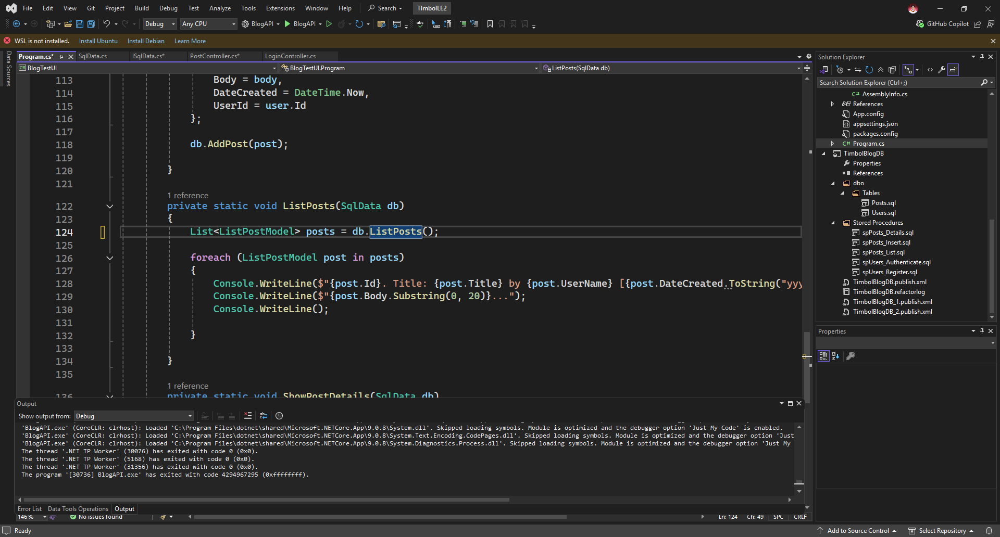 File Edit View Git Project Build Debug Test Analyze Tools Extensions Window Help Search TimbolLE2
Debug Any CPU BlogAPI BlogAPI GitHub Copilot
WSL is not installed. Install Ubuntu Install Debian Learn More
Data Sources
Program.cs* SqlData.cs ISqlData.cs* PostController.cs* LoginController.cs
BlogTestUI BlogTestUI.Program ListPosts(SqlData db)
113 Body = body,
114 DateCreated = DateTime.Now,
115 UserId = user.Id
116 };
117
118 db.AddPost(post);
119
120 }
121
1 reference
122 private static void ListPosts(SqlData db)
123 {
124 List<ListPostModel> posts = db.ListPosts();
125
126 foreach (ListPostModel post in posts)
127 {
128 Console.WriteLine($"{post.Id}. Title: {post.Title} by {post.UserName} [{post.DateCreated.ToString("yyy
129 Console.WriteLine($"{post.Body.Substring(0, 20)}...");
130 Console.WriteLine();
131
132 }
133
134 }
135
1 reference
136 private static void ShowPostDetails(SqlData db)
Output
Show output from: Debug
'BlogAPI.exe' (CoreCLR: clrhost): Loaded 'C:\Program Files\dotnet\shared\Microsoft.NETCore.App\9.0.8\System.dll'. Skipped loading symbols. Module is optimized and the debugger option 'Just My Code' is enabled.
'BlogAPI.exe' (CoreCLR: clrhost): Loaded 'C:\Program Files\dotnet\shared\Microsoft.NETCore.App\9.0.8\System.Text.Encoding.CodePages.dll'. Skipped loading symbols. Module is optimized and the debugger option 'Just
'BlogAPI.exe' (CoreCLR: clrhost): Loaded 'C:\Program Files\dotnet\shared\Microsoft.NETCore.App\9.0.8\System.Diagnostics.Process.dll'. Skipped loading symbols. Module is optimized and the debugger option 'Just My
The thread '.NET TP Worker' (30076) has exited with code 0 (0x0).
The thread '.NET TP Worker' (5168) has exited with code 0 (0x0).
The thread '.NET TP Worker' (31356) has exited with code 0 (0x0).
The program '[30736] BlogAPI.exe' has exited with code 4294967295 (0xffffffff).
Error List Data Tools Operations Output
146 % No issues found Ln: 124 Ch: 49 SPC CRLF
Solution Explorer
Search Solution Explorer (Ctrl+;)
C# AssemblyInfo.cs
References
App.config
appsettings.json
packages.config
C# Program.cs
TimbolBlogDB
Properties
References
dbo
Tables
Posts.sql
Users.sql
Stored Procedures
spPosts_Details.sql
spPosts_Insert.sql
spPosts_List.sql
spUsers_Authenticate.sql
spUsers_Register.sql
TimbolBlogDB.publish.xml
TimbolBlogDB.refactorlog
TimbolBlogDB_1.publish.xml
TimbolBlogDB_2.publish.xml
Properties
Ready Add to Source Control Select Repository